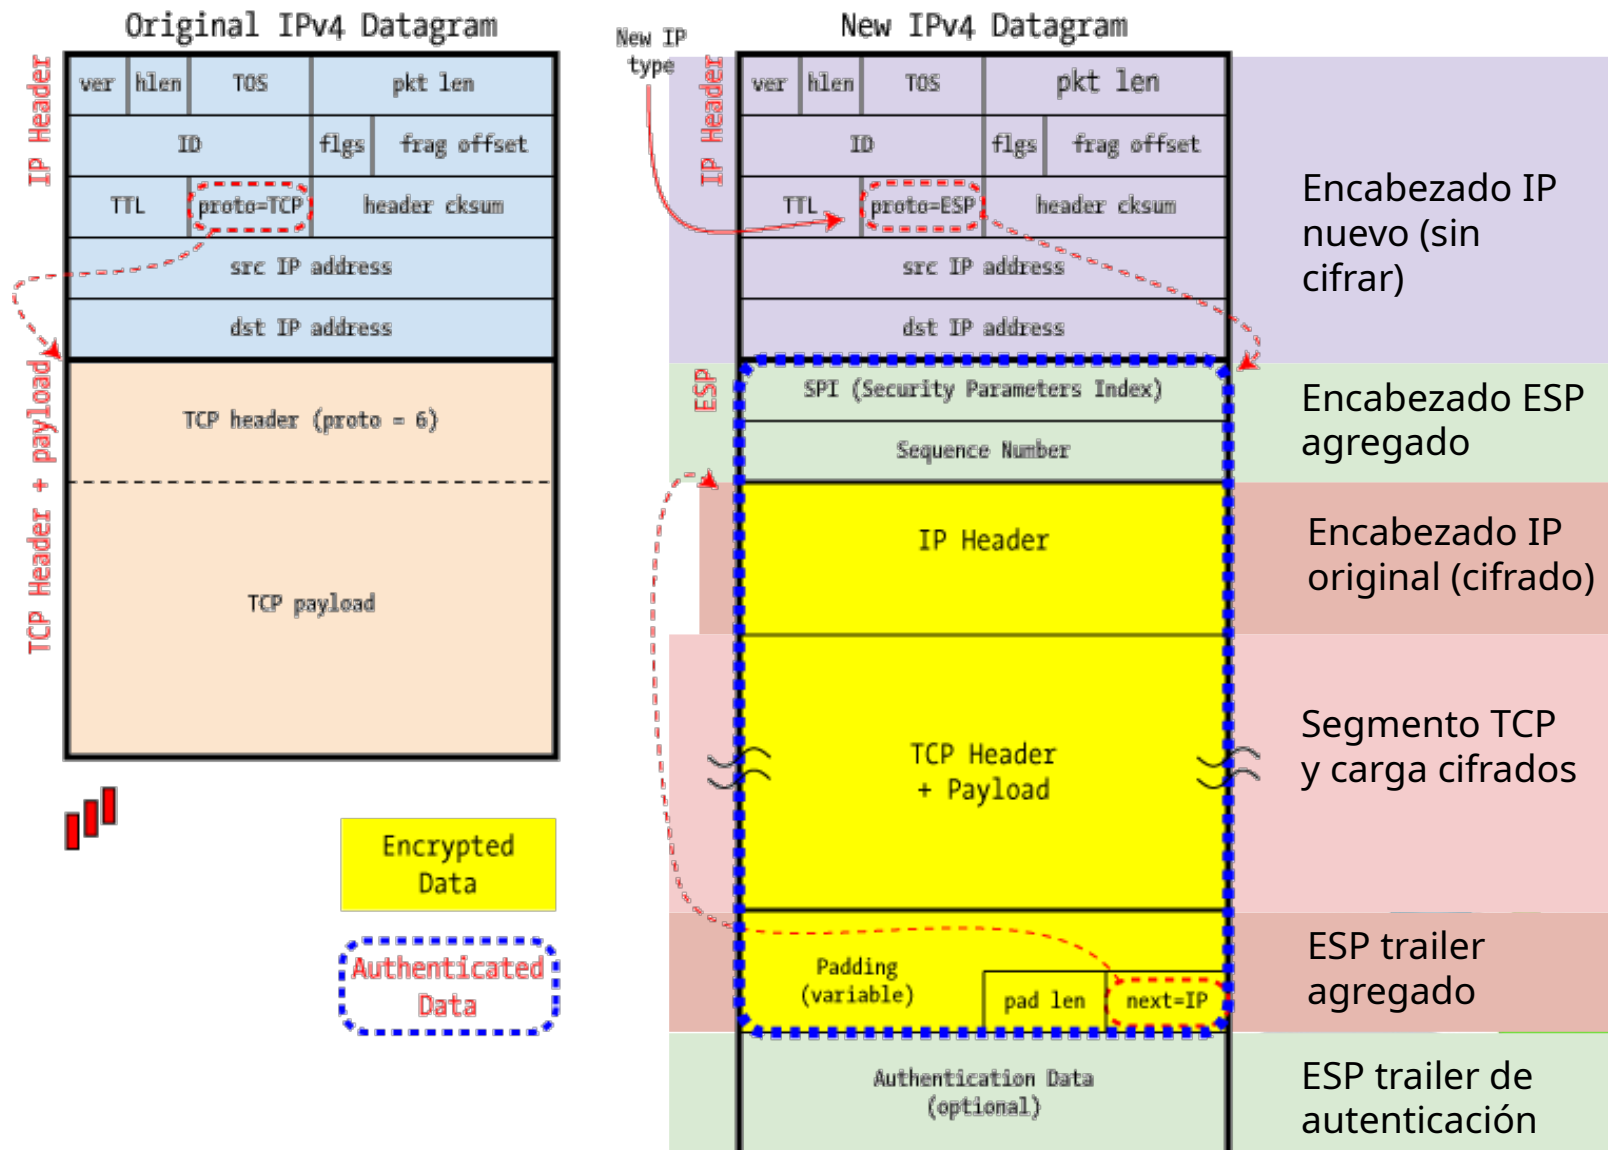 Original IPv4 Datagram
IP Header
ver hlen TOS pkt len
ID flgs frag offset
TTL proto=TCP header cksum
src IP address
dst IP address
TCP Header + payload
TCP header (proto = 6)
TCP payload
Encrypted
Data
Authenticated
Data
New IPv4 Datagram
New IP
type
IP Header
ver hlen TOS pkt len
ID flgs frag offset
TTL proto=ESP header cksum
src IP address
dst IP address
ESP
SPI (Security Parameters Index)
Sequence Number
IP Header
TCP Header
+ Payload
Padding
(variable)
pad len next=IP
Authentication Data
(optional)
Encabezado IP
nuevo (sin
cifrar)
Encabezado ESP
agregado
Encabezado IP
original (cifrado)
Segmento TCP
y carga cifrados
ESP trailer
agregado
ESP trailer de
autenticación